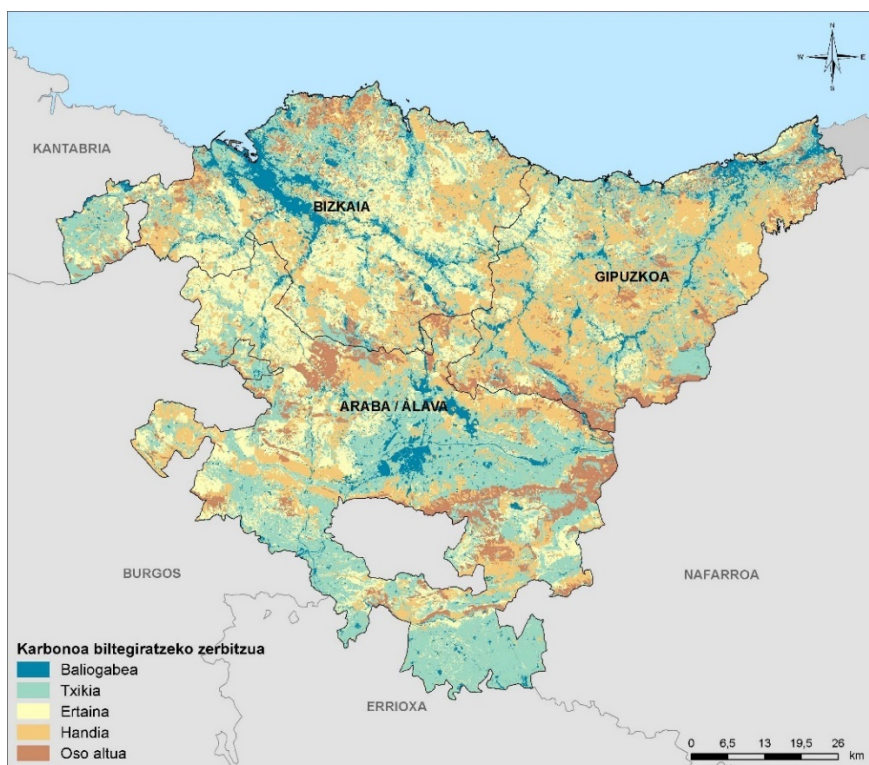 N
W E
S
KANTABRIA
BIZKAIA
GIPUZKOA
ARABA / ÁLAVA
BURGOS
NAFARROA
ERRIOXA
Karbonoa biltegiratzeko zerbitzua
Baliogabea
Txikia
Ertaina
Handia
Oso altua
0 6,5 13 19,5 26
km